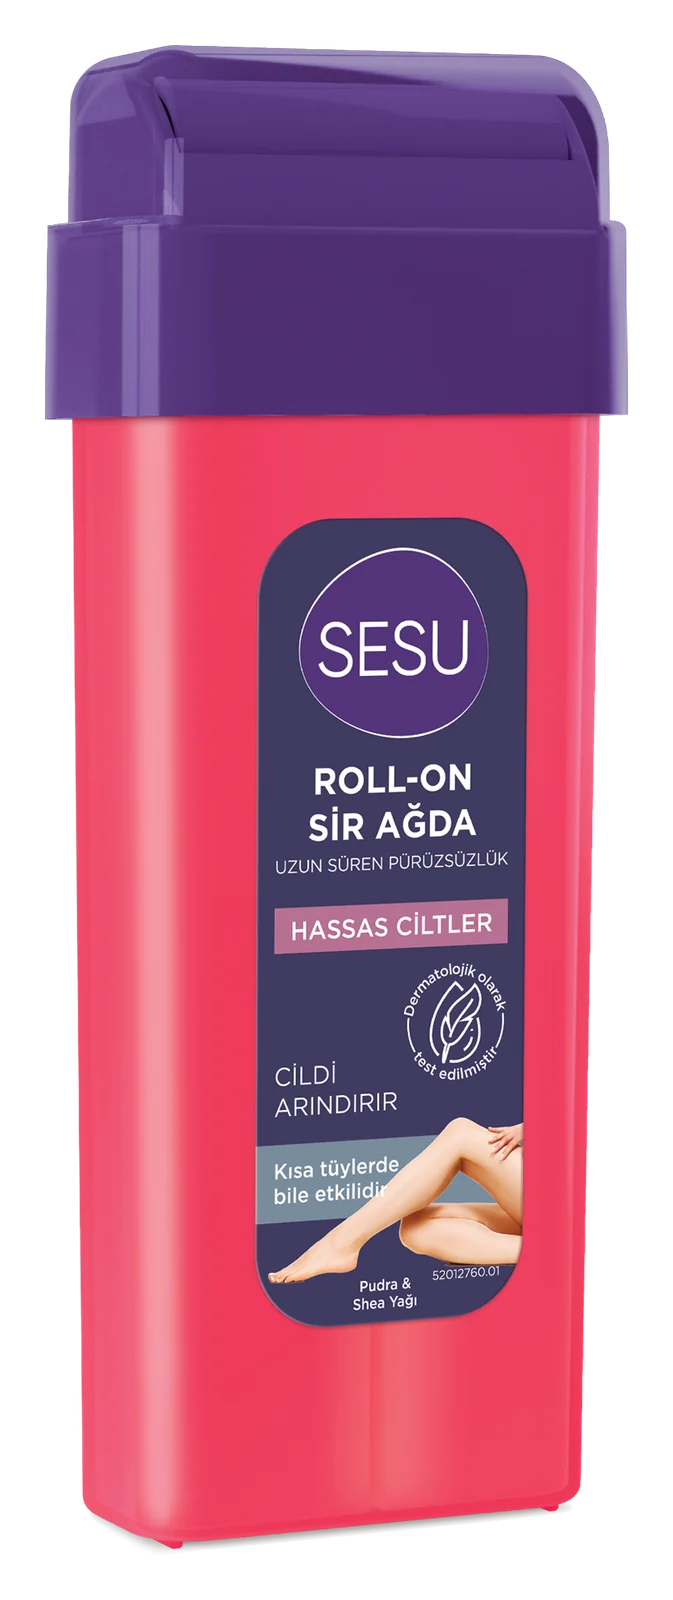 SESU
ROLL-ON
SİR AĞDA
UZUN SÜREN PÜRÜZSÜZLÜK
HASSAS CİLTLER
Dermatolojik olarak
test edilmiştir
CİLDİ
ARINDIRIR
Kısa tüylerde
bile etkilidir
52012760.01
Pudra &
Shea Yağı